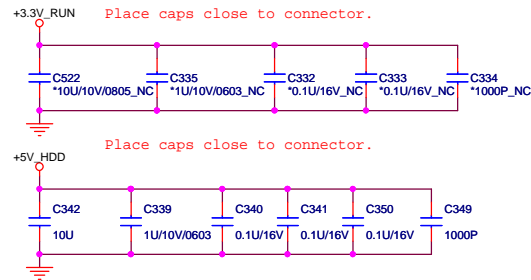 +3.3V_RUN
Place caps close to connector.
C522
*10U/10V/0805_NC
C335
*1U/10V/0603_NC
C332
*0.1U/16V_NC
C333
*0.1U/16V_NC
C334
*1000P_NC
Place caps close to connector.
+5V_HDD
C342
10U
C339
1U/10V/0603
C340
0.1U/16V
C341
0.1U/16V
C350
0.1U/16V
C349
1000P